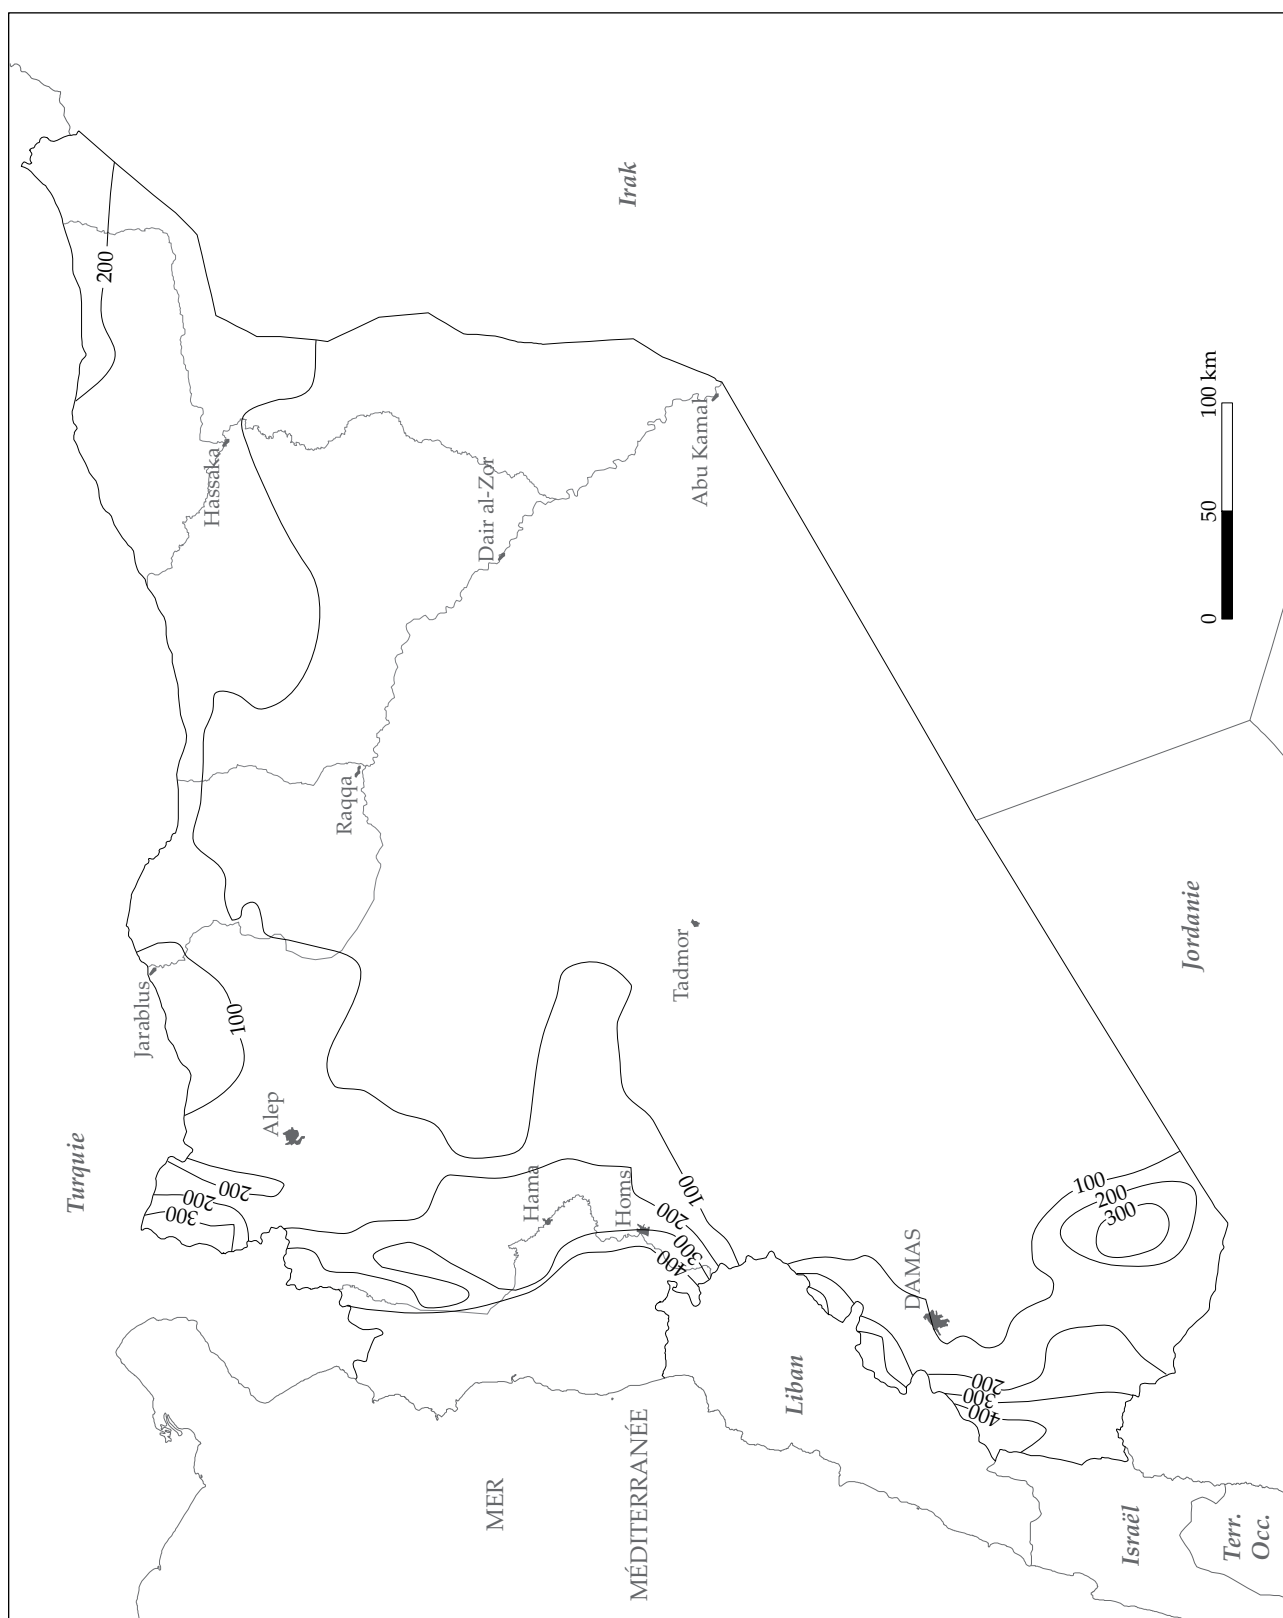 Turquie
200
Jarablus
300
200
200
100
Hassaka
Alep
Raqqa
MER
Dair al-Zor
Hama
Homs
Irak
MÉDITERRANÉE
400
300
200
100
Tadmor
Abu Kamal
Liban
DAMAS
400
300
200
100
200
300
Israël
Jordanie
0 50 100 km
Terr.
Occ.